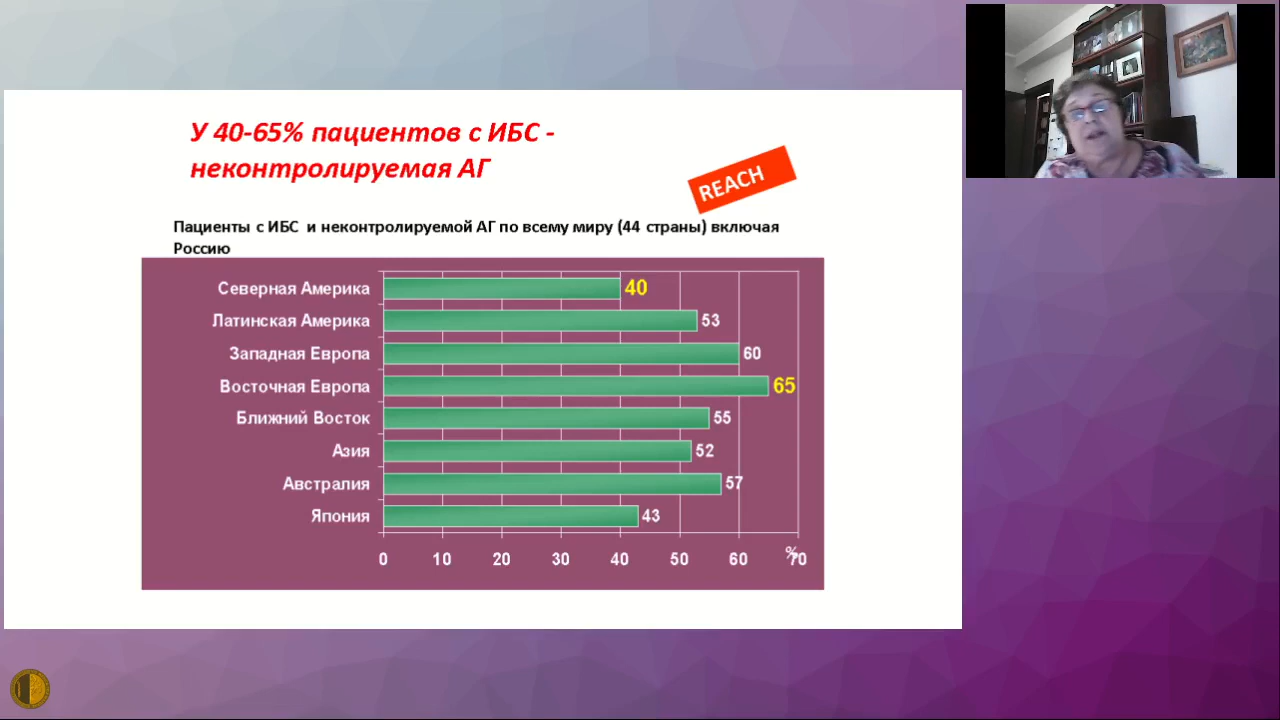 У 40-65% пациентов с ИБС -
неконтролируемая АГ
REACH
Пациенты с ИБС и неконтролируемой АГ по всему миру (44 страны) включая
Россию
Северная Америка 40
Латинская Америка 53
Западная Европа 60
Восточная Европа 65
Ближний Восток 55
Азия 52
Австралия 57
Япония 43
%
0 10 20 30 40 50 60 70